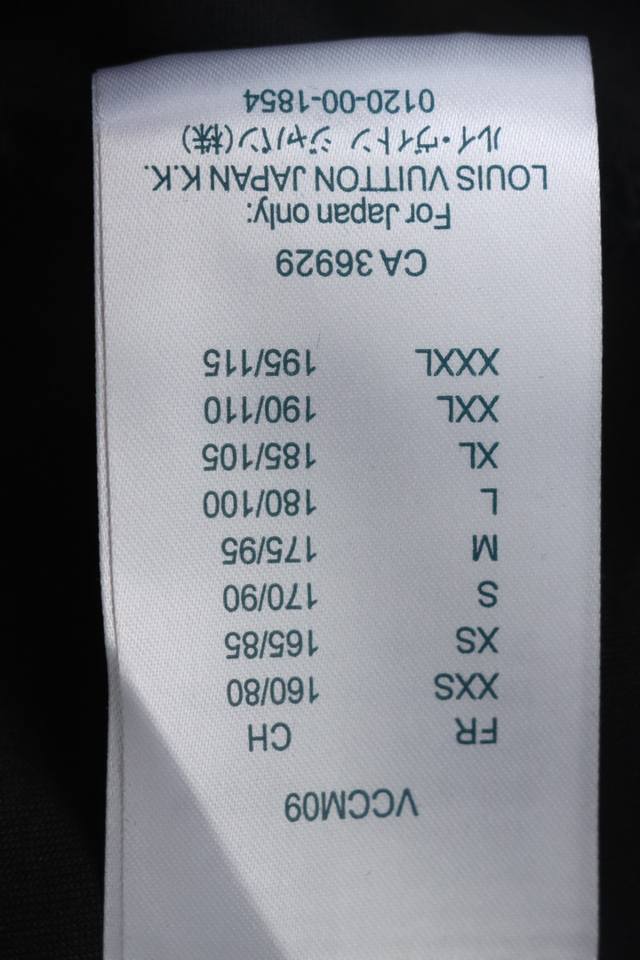 VCCM09
FR CH
XXS 160/80
XS 165/85
S 170/90
M 175/95
L 180/100
XL 185/105
XXL 190/110
XXXL 195/115
CA 36929
For Japan only:
LOUIS VUITTON JAPAN K.K.
ルイ・ヴィトン ジャパン(株)
0120-00-1854